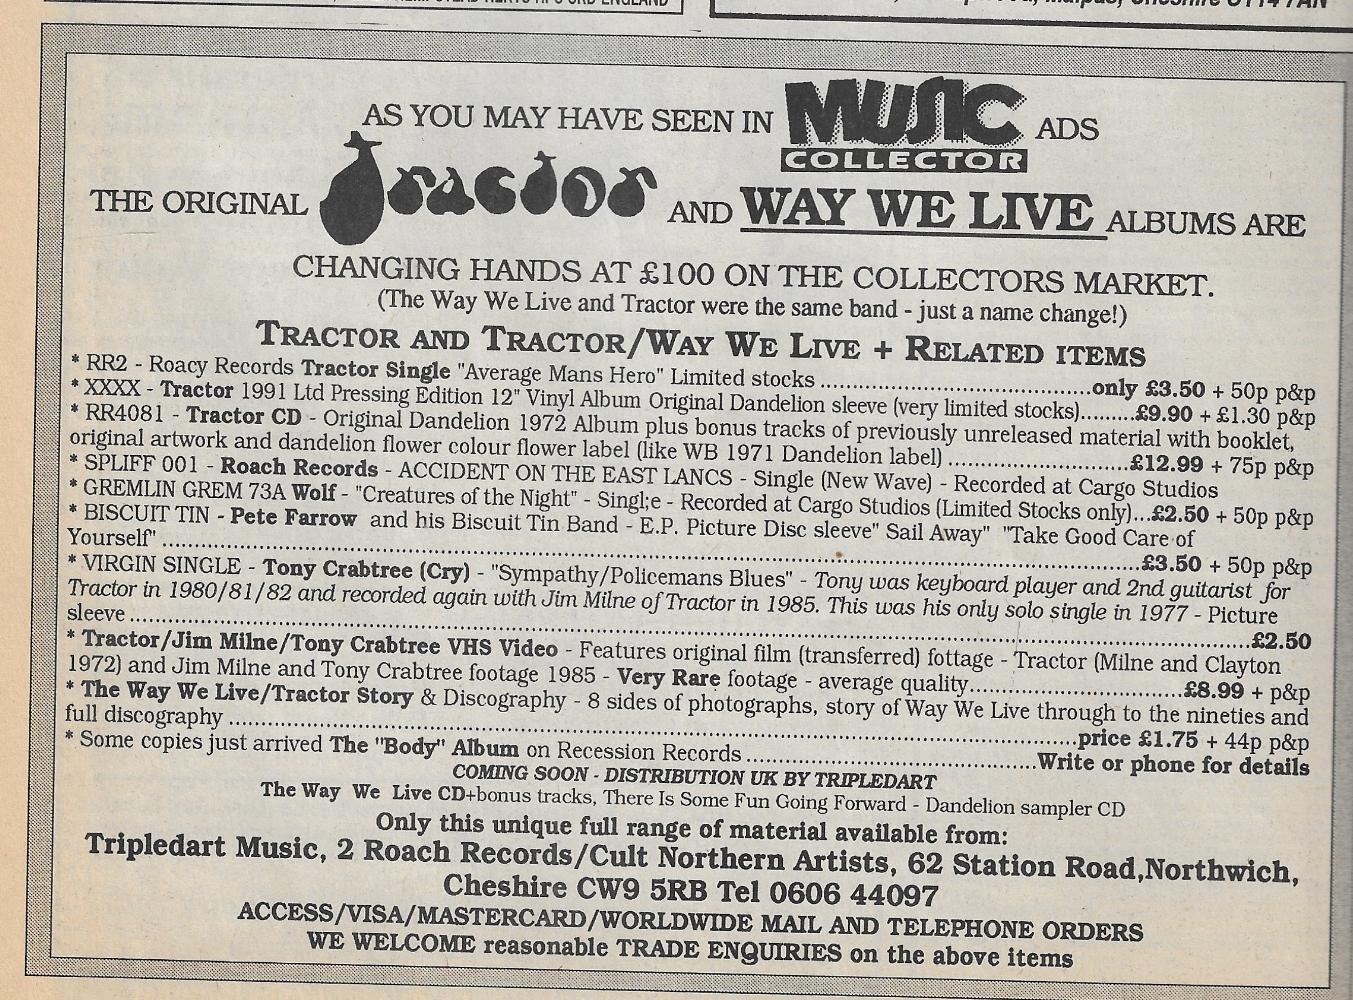 HERTS HP3 ENGLAND
Malpas, Cheshire SY14 7AN
AS YOU MAY HAVE SEEN IN MUSIC COLLECTOR ADS
THE ORIGINAL tractor AND WAY WE LIVE ALBUMS ARE
CHANGING HANDS AT £100 ON THE COLLECTORS MARKET.
(The Way We Live and Tractor were the same band - just a name change!)
TRACTOR AND TRACTOR/WAY WE LIVE + RELATED ITEMS
* RR2 - Roacy Records Tractor Single "Average Mans Hero" Limited stocks ........................................only £3.50 + 50p p&p
* XXXX - Tractor 1991 Ltd Pressing Edition 12" Vinyl Album Original Dandelion sleeve (very limited stocks)........£9.90 + £1.30 p&p
* RR4081 - Tractor CD - Original Dandelion 1972 Album plus bonus tracks of previously unreleased material with booklet,
original artwork and dandelion flower colour flower label (like WB 1971 Dandelion label) ...........................£12.99 + 75p p&p
* SPLIFF 001 - Roach Records - ACCIDENT ON THE EAST LANCS - Single (New Wave) - Recorded at Cargo Studios
* GREMLIN GREM 73A Wolf - "Creatures of the Night" - Singl;e - Recorded at Cargo Studios (Limited Stocks only)...£2.50 + 50p p&p
* BISCUIT TIN - Pete Farrow and his Biscuit Tin Band - E.P. Picture Disc sleeve" Sail Away" "Take Good Care of
Yourself" ........................................................................................................£3.50 + 50p p&p
* VIRGIN SINGLE - Tony Crabtree (Cry) - "Sympathy/Policemans Blues" - Tony was keyboard player and 2nd guitarist for
Tractor in 1980/81/82 and recorded again with Jim Milne of Tractor in 1985. This was his only solo single in 1977 - Picture
sleeve ........................................................................................................£2.50
* Tractor/Jim Milne/Tony Crabtree VHS Video - Features original film (transferred) fottage - Tractor (Milne and Clayton
1972) and Jim Milne and Tony Crabtree footage 1985 - Very Rare footage - average quality................................£8.99 + p&p
* The Way We Live/Tractor Story & Discography - 8 sides of photographs, story of Way We Live through to the nineties and
full discography ........................................................................................................price £1.75 + 44p p&p
* Some copies just arrived The "Body" Album on Recession Records ............................................Write or phone for details
COMING SOON - DISTRIBUTION UK BY TRIPLEDART
The Way We Live CD+bonus tracks, There Is Some Fun Going Forward - Dandelion sampler CD
Only this unique full range of material available from:
Tripledart Music, 2 Roach Records/Cult Northern Artists, 62 Station Road,Northwich,
Cheshire CW9 5RB Tel 0606 44097
ACCESS/VISA/MASTERCARD/WORLDWIDE MAIL AND TELEPHONE ORDERS
WE WELCOME reasonable TRADE ENQUIRIES on the above items